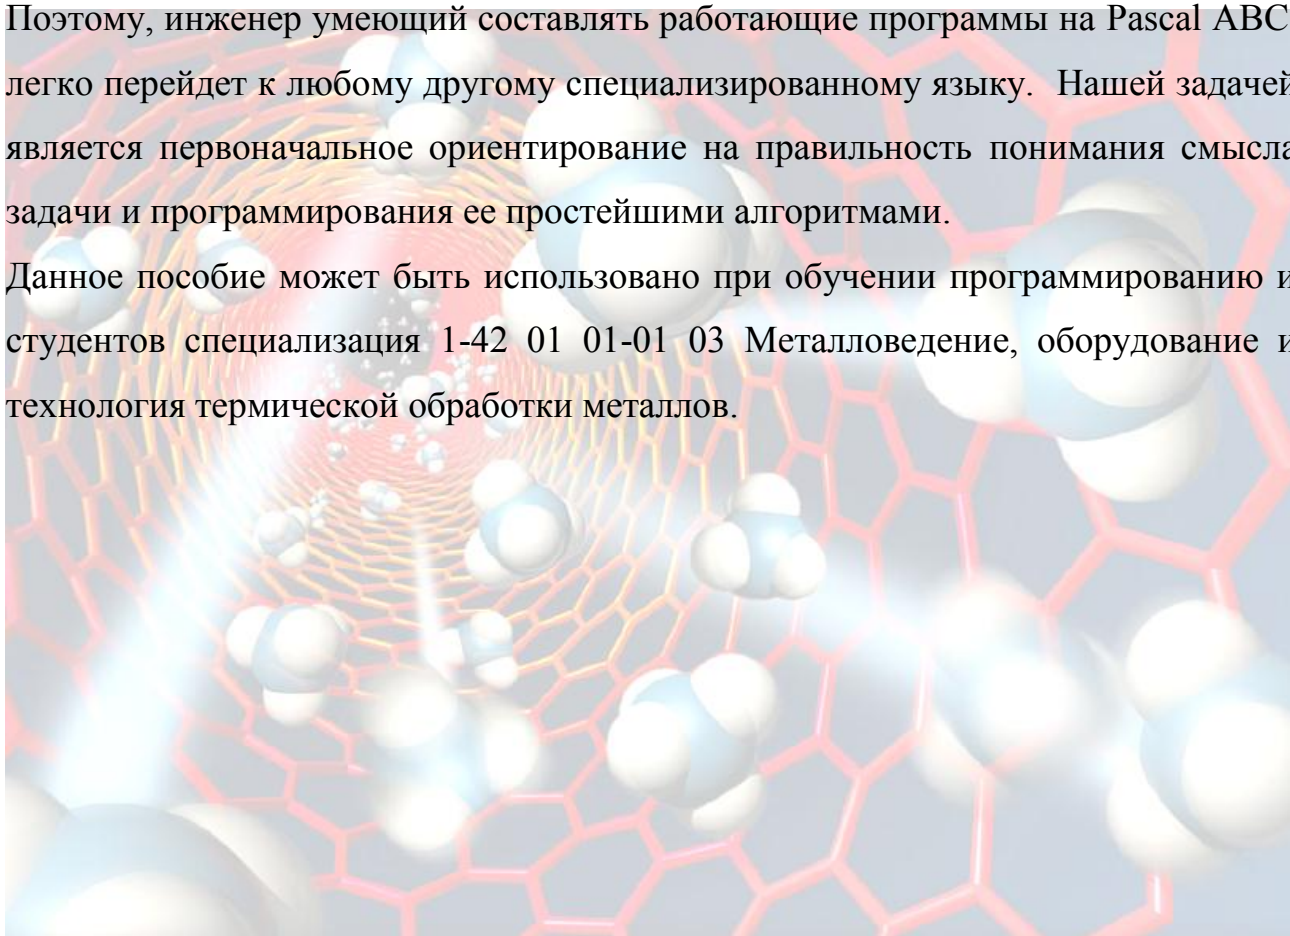 Поэтому, инженер умеющий составлять работающие программы на Pascal ABC
легко перейдет к любому другому специализированному языку. Нашей задачей
является первоначальное ориентирование на правильность понимания смысла
задачи и программирования ее простейшими алгоритмами.
Данное пособие может быть использовано при обучении программированию и
студентов специализация 1-42 01 01-01 03 Металловедение, оборудование и
технология термической обработки металлов.